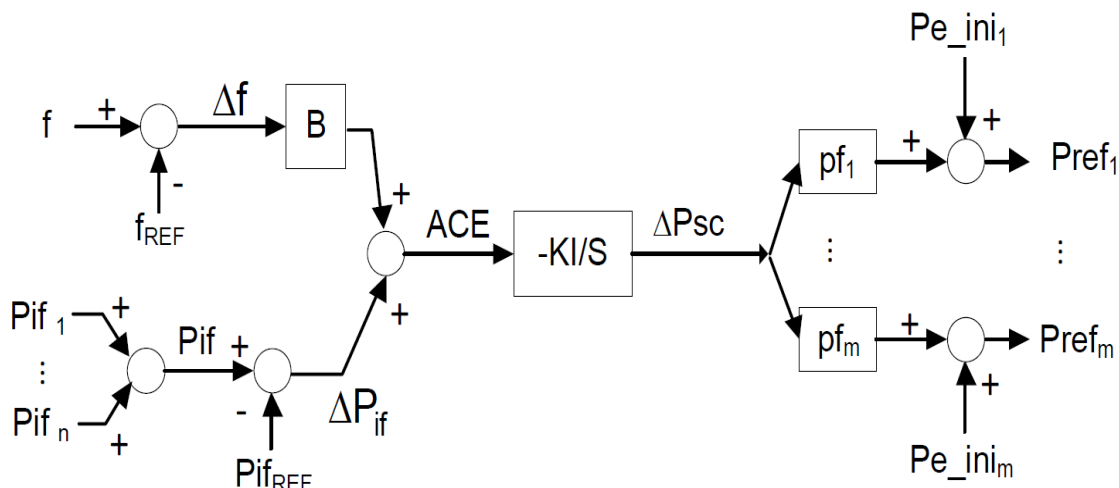 Pe_ini1
f
+
Δf
B
-
fREF
+
ACE
-KI/S
ΔPsc
pf1
+
+
Pref1
⋮
⋮
Pif 1
+
⋮
Pif n
+
Pif
+
-
ΔPif
+
PifREF
pfm
+
+
Prefm
Pe_inim